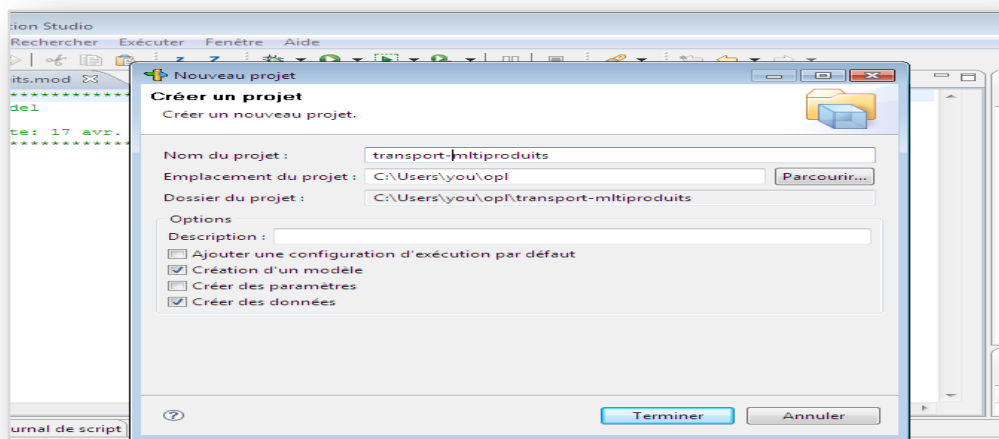 tion Studio
Rechercher Exécuter Fenêtre Aide
its.mod
Nouveau projet
del
te: 17 avr.
Créer un projet
Créer un nouveau projet.
Nom du projet : transport-mltiproduits
Emplacement du projet : C:\Users\you\opl Parcourir...
Dossier du projet : C:\Users\you\opl\transport-mltiproduits
Options
Description :
Ajouter une configuration d'exécution par défaut
Création d'un modèle
Créer des paramètres
Créer des données
Terminer Annuler
urnal de script